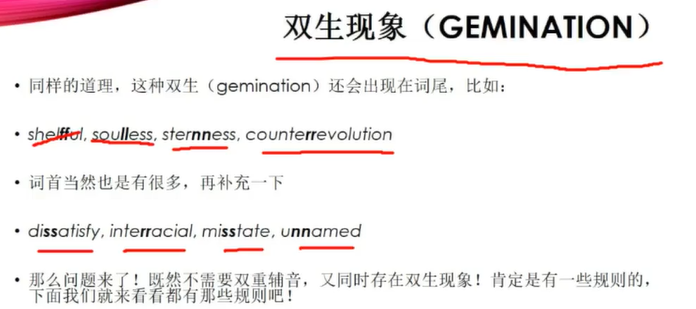 双生现象（GEMINATION）
• 同样的道理，这种双生（gemination）还会出现在词尾，比如：
• shelfful, soulless, sternness, counterrevolution
• 词首当然也是有很多，再补充一下
• dissatisfy, interracial, misstate, unnamed
• 那么问题来了！既然不需要双重辅音，又同时存在双生现象！肯定是有一些规则的，
下面我们就来看看都有那些规则吧！